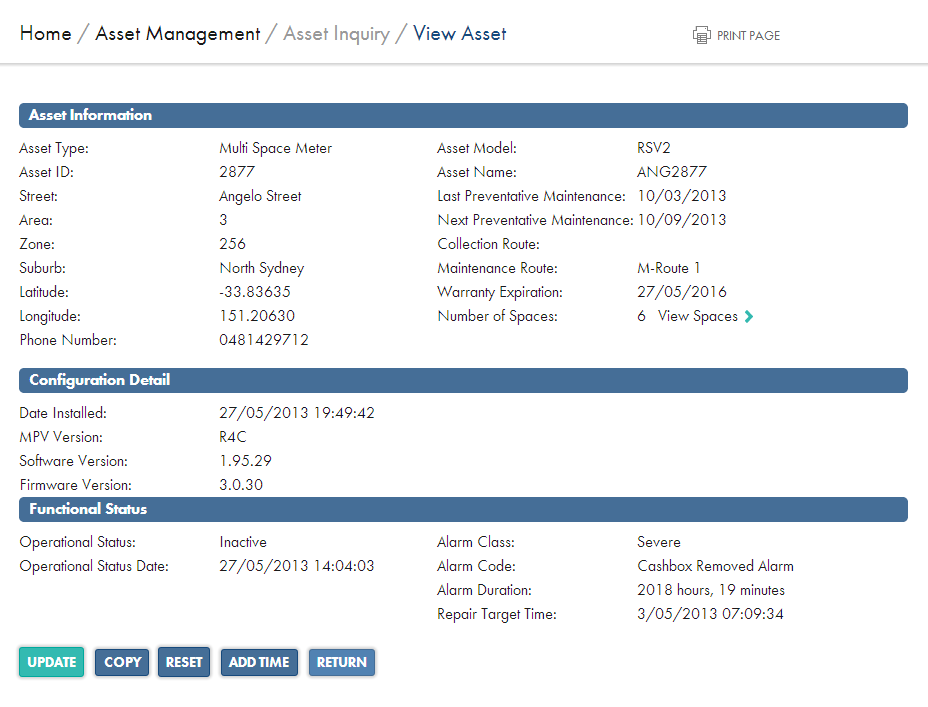 Home / Asset Management / Asset Inquiry / View Asset PRINT PAGE
Asset Information
Asset Type: Multi Space Meter Asset Model: RSV2
Asset ID: 2877 Asset Name: ANG2877
Street: Angelo Street Last Preventative Maintenance: 10/03/2013
Area: 3 Next Preventative Maintenance: 10/09/2013
Zone: 256 Collection Route:
Suburb: North Sydney Maintenance Route: M-Route 1
Latitude: -33.83635 Warranty Expiration: 27/05/2016
Longitude: 151.20630 Number of Spaces: 6 View Spaces
Phone Number: 0481429712
Configuration Detail
Date Installed: 27/05/2013 19:49:42
MPV Version: R4C
Software Version: 1.95.29
Firmware Version: 3.0.30
Functional Status
Operational Status: Inactive Alarm Class: Severe
Operational Status Date: 27/05/2013 14:04:03 Alarm Code: Cashbox Removed Alarm
Alarm Duration: 2018 hours, 19 minutes
Repair Target Time: 3/05/2013 07:09:34
UPDATE COPY RESET ADD TIME RETURN